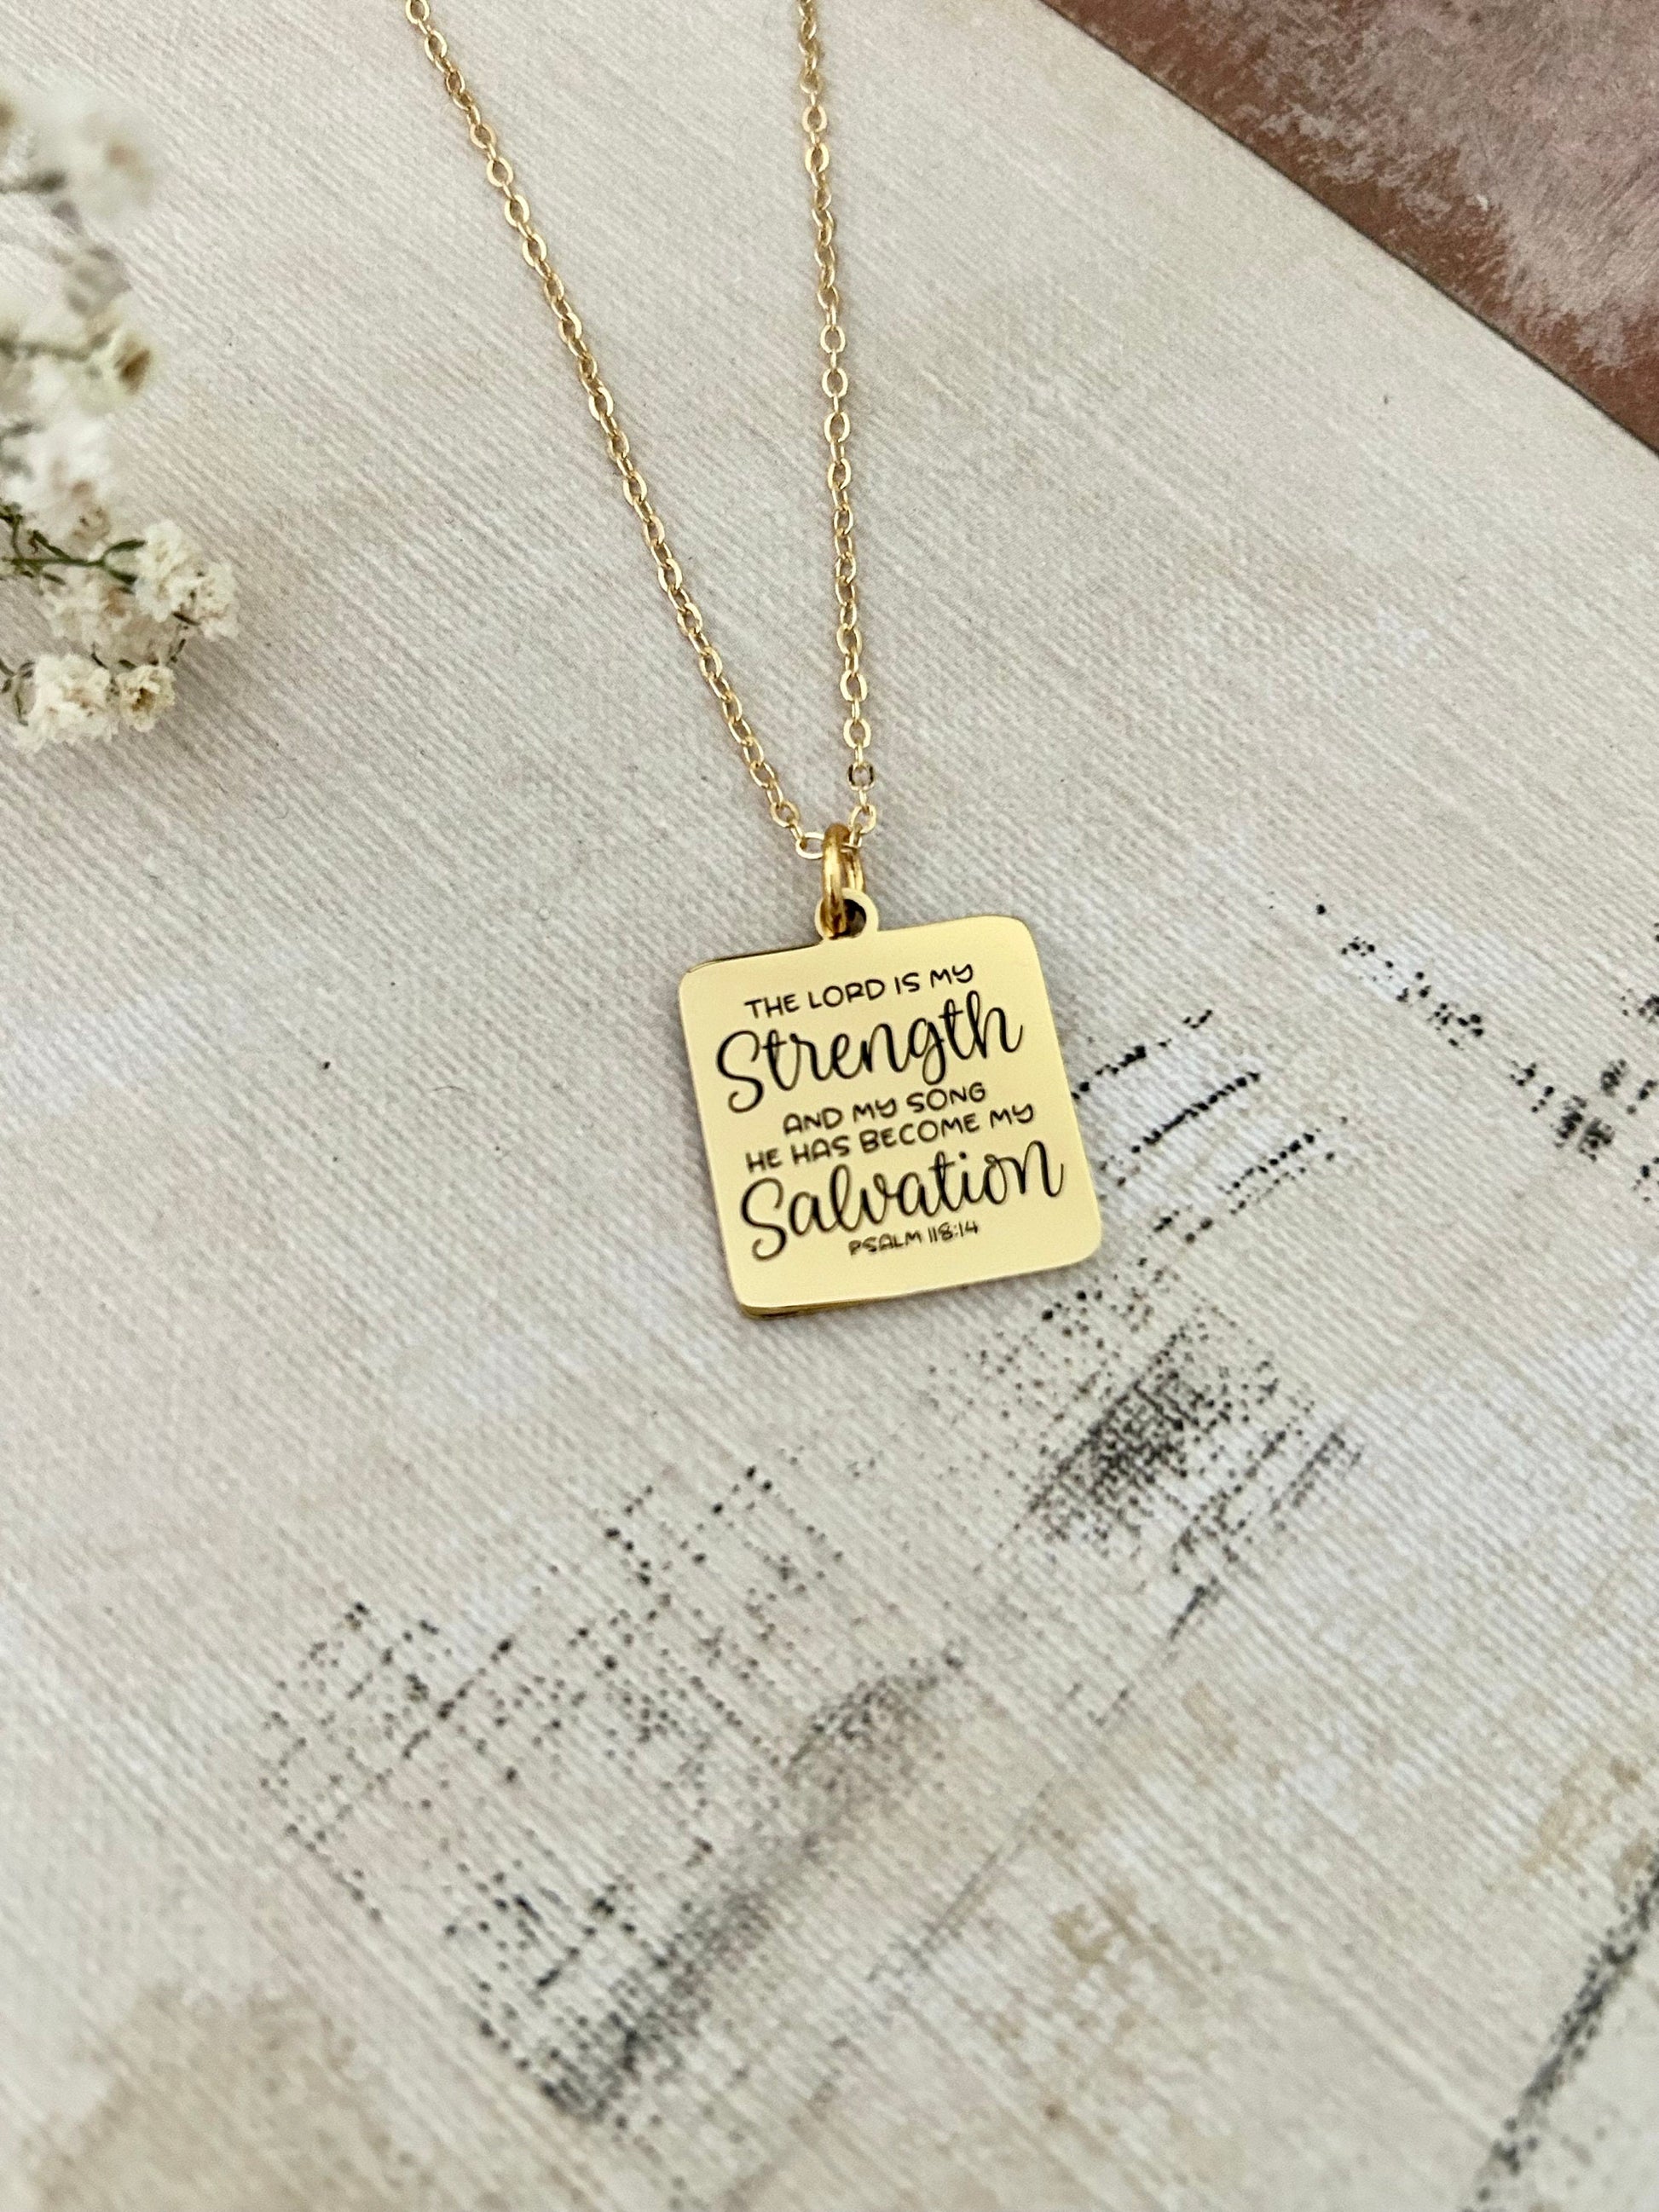 THE LORD IS MY
Strength
AND MY SONG
HE HAS BECOME MY
Salvation
PSALM 118:14